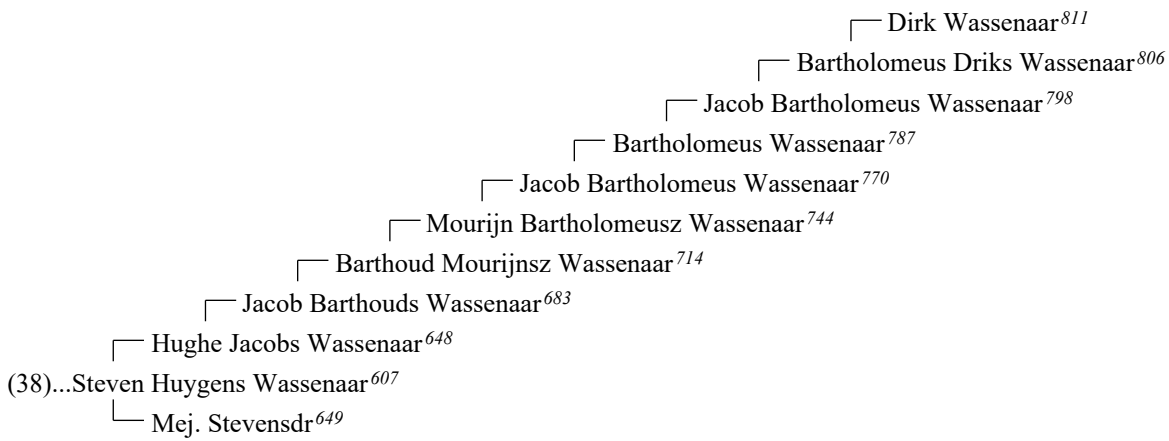 Dirk Wassenaar811
Bartholomeus Driks Wassenaar806
Jacob Bartholomeus Wassenaar798
Bartholomeus Wassenaar787
Jacob Bartholomeus Wassenaar770
Mourijn Bartholomeusz Wassenaar744
Barthoud Mourijnsz Wassenaar714
Jacob Barthouds Wassenaar683
Hughe Jacobs Wassenaar648
(38)...Steven Huygens Wassenaar607
Mej. Stevensdr649